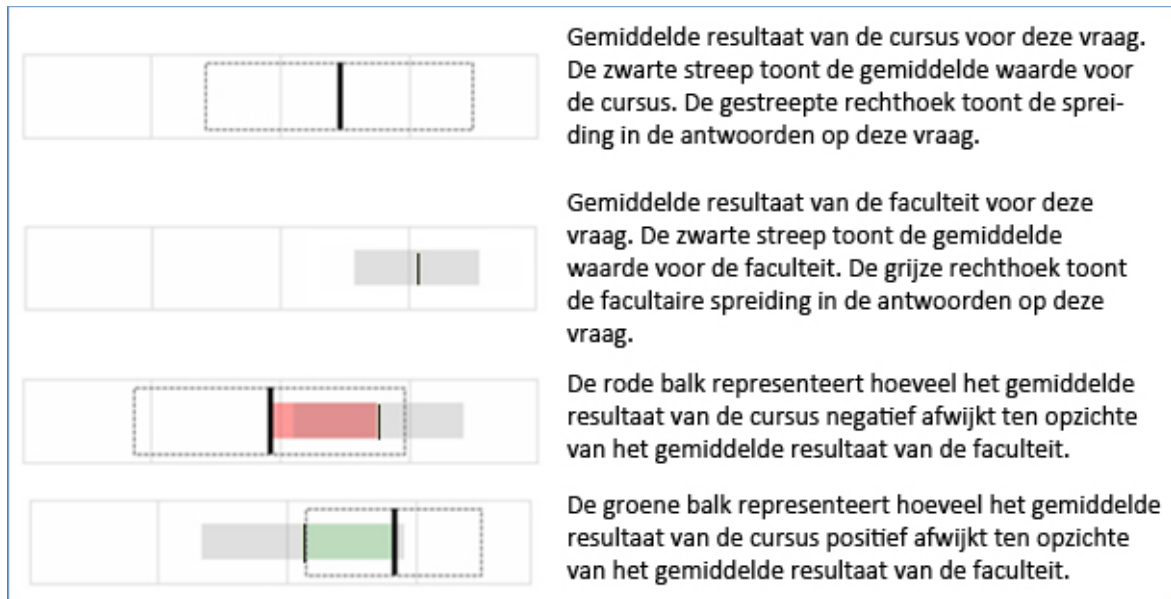 Gemiddelde resultaat van de cursus voor deze vraag.
De zwarte streep toont de gemiddelde waarde voor
de cursus. De gestreepte rechthoek toont de sprei-
ding in de antwoorden op deze vraag.
Gemiddelde resultaat van de faculteit voor deze
vraag. De zwarte streep toont de gemiddelde
waarde voor de faculteit. De grijze rechthoek toont
de facultaire spreiding in de antwoorden op deze
vraag.
De rode balk representeert hoeveel het gemiddelde
resultaat van de cursus negatief afwijkt ten opzichte
van het gemiddelde resultaat van de faculteit.
De groene balk representeert hoeveel het gemiddelde
resultaat van de cursus positief afwijkt ten opzichte
van het gemiddelde resultaat van de faculteit.